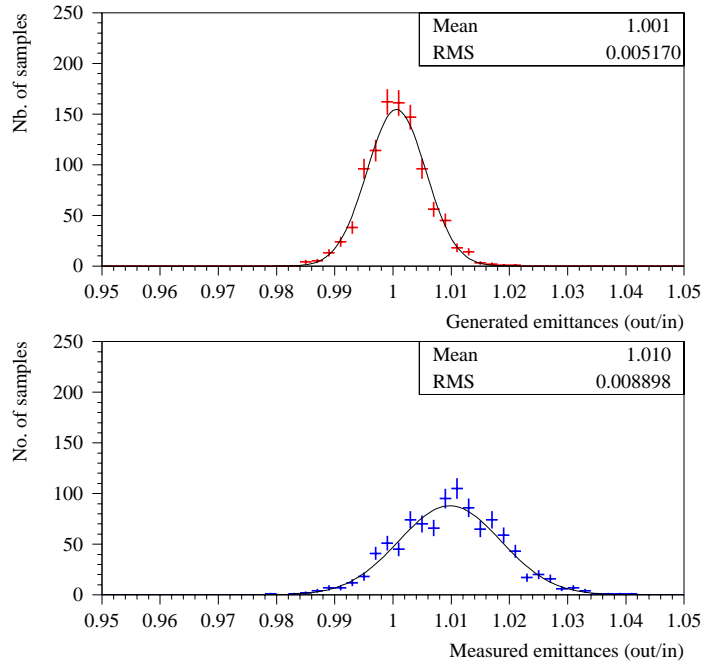 Mean 1.001
RMS 0.005170
Nb. of samples
250
200
150
100
50
0
0.95 0.96 0.97 0.98 0.99 1 1.01 1.02 1.03 1.04 1.05
Generated emittances (out/in)
Mean 1.010
RMS 0.008898
No. of samples
250
200
150
100
50
0
0.95 0.96 0.97 0.98 0.99 1 1.01 1.02 1.03 1.04 1.05
Measured emittances (out/in)